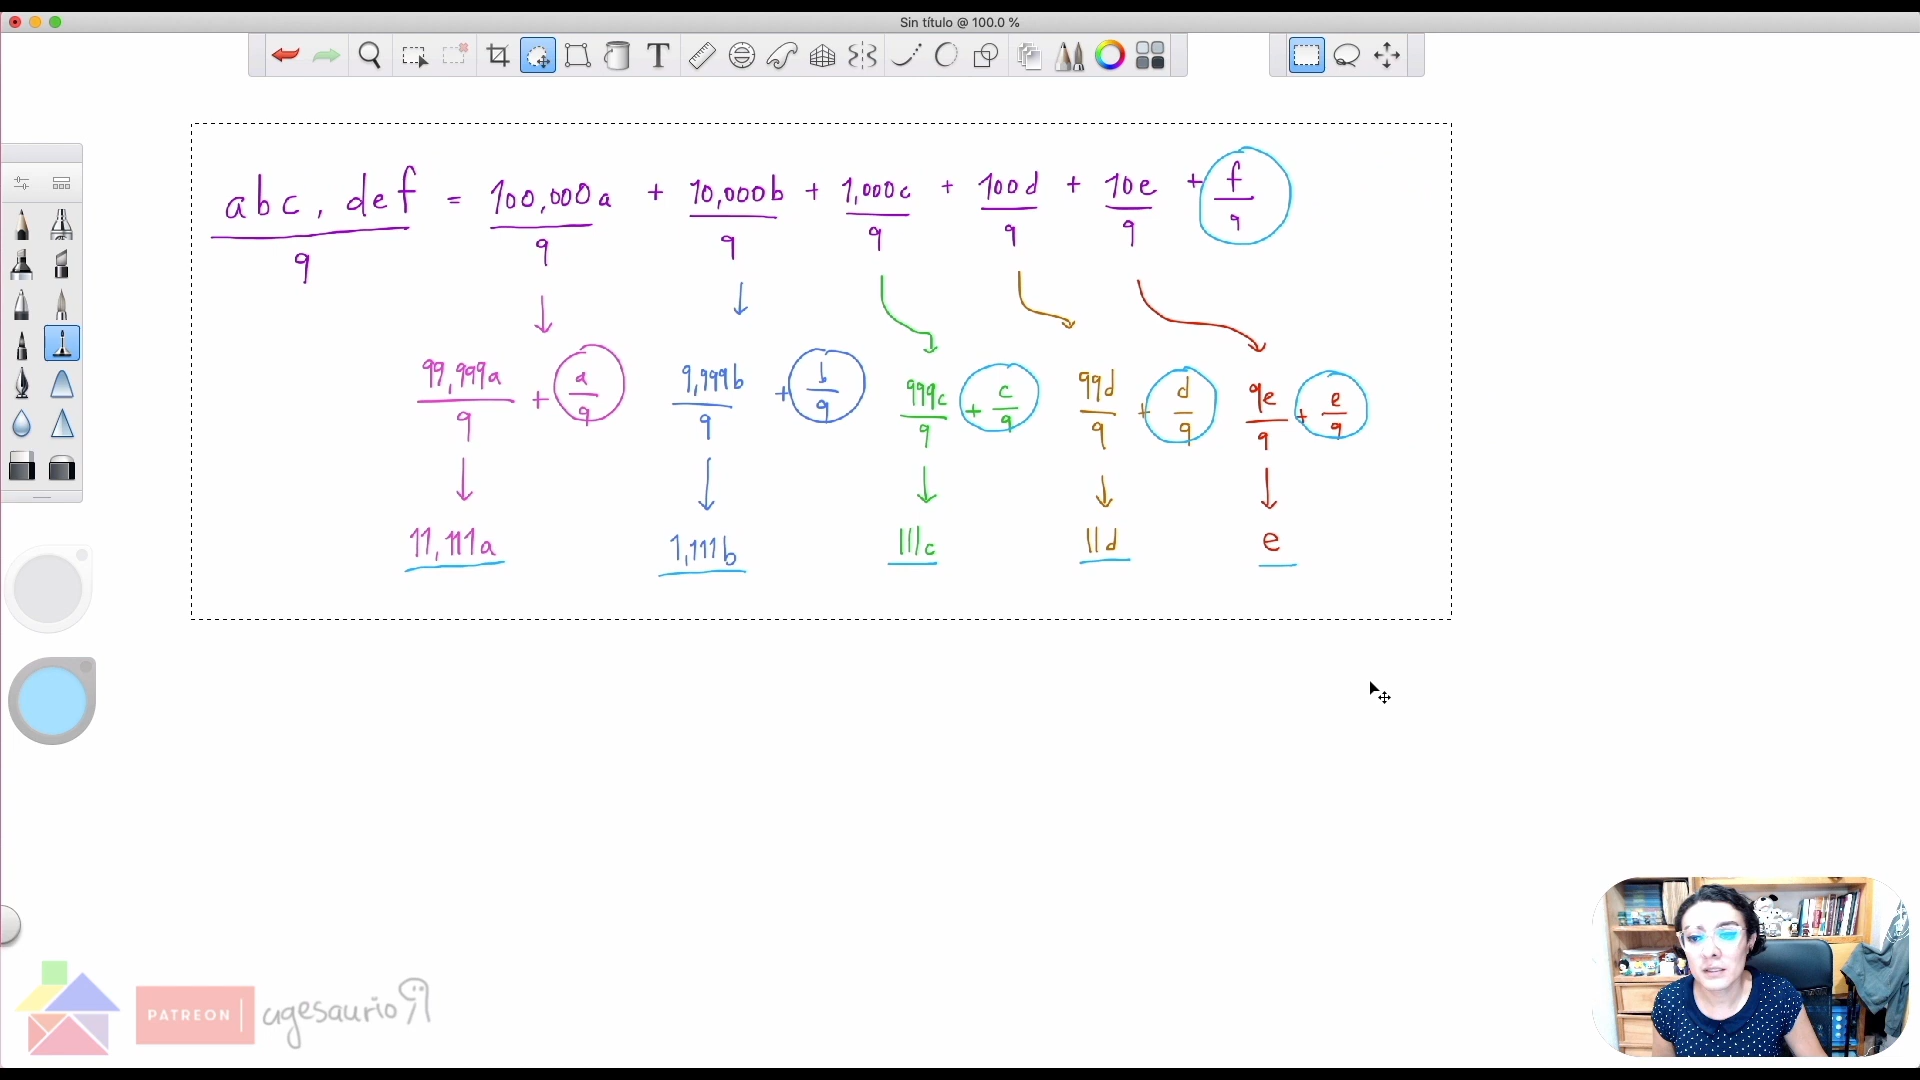 Sin título @ 100.0 %
T
abc, def = 100,000a + 10,000b + 1,000c + 100d + 10e + f
9 9 9 9 9 9 9
99,999a + a 9,999b + b 999c + c 99d + d 9e + e
9 9 9 9 9 9 9 9 9 9
11,111a 1,111b 111c 11d e
PATREON agesaurio9